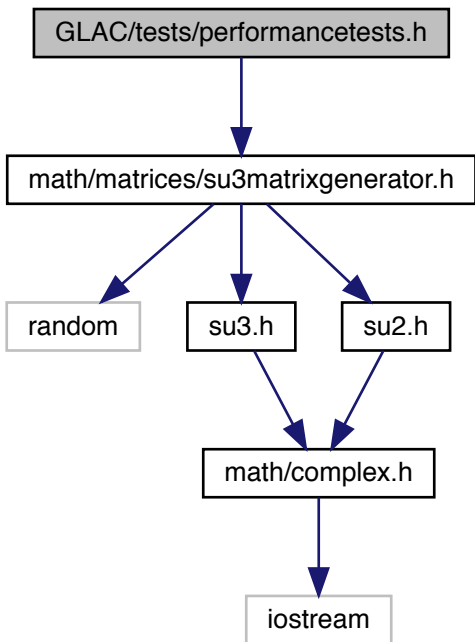 GLAC/tests/performancetests.h
math/matrices/su3matrixgenerator.h
random
su3.h
su2.h
math/complex.h
iostream